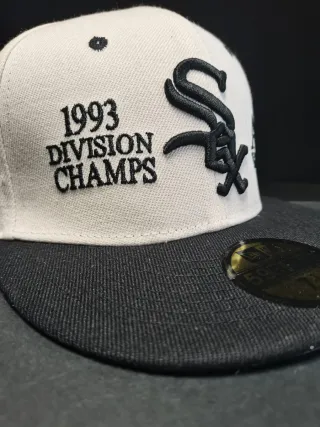 1993
DIVISION
CHAMPS
Sox